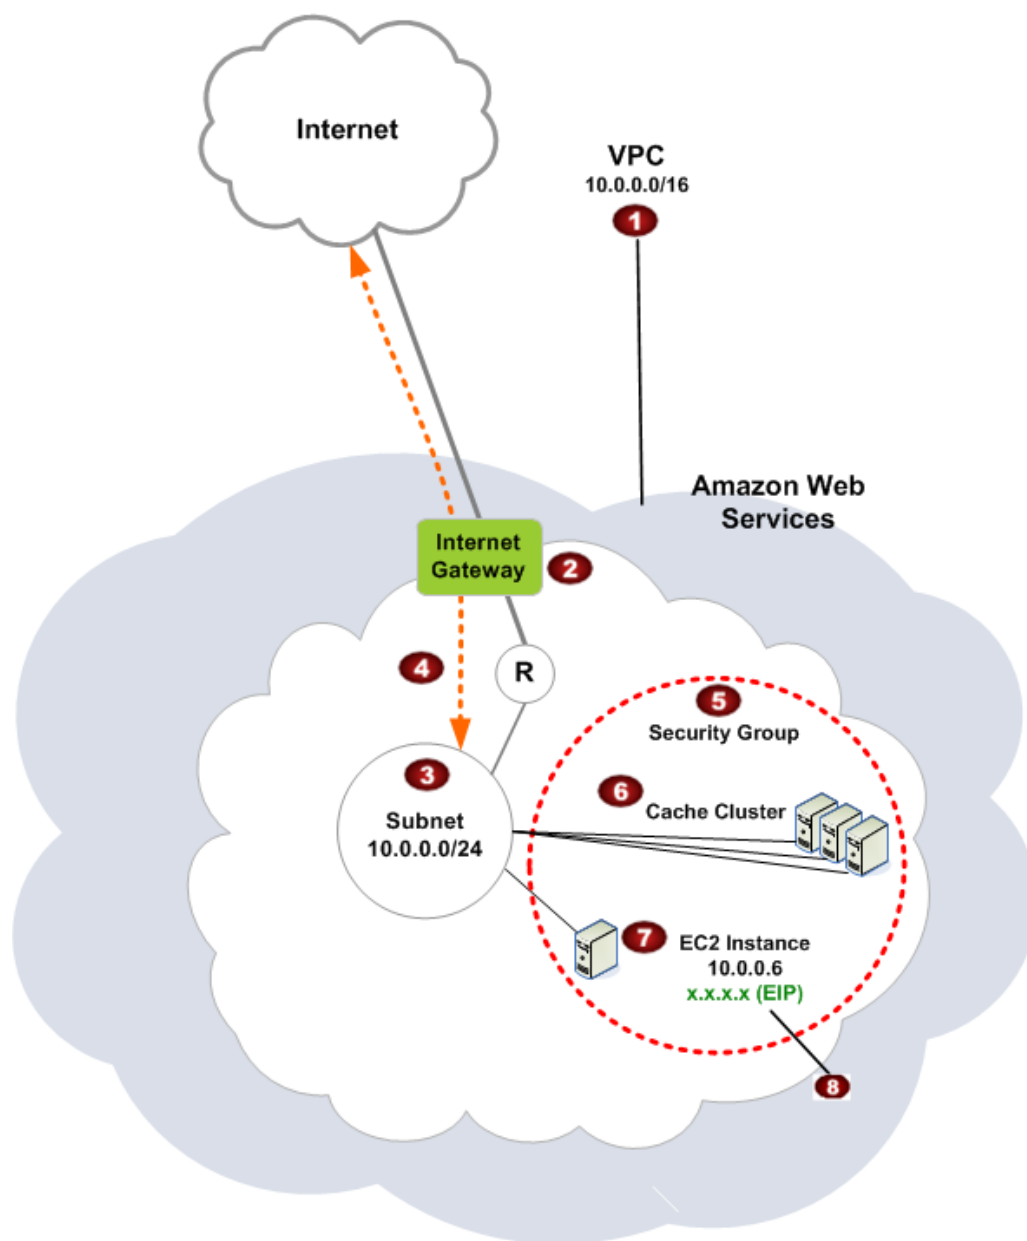 Internet
VPC
10.0.0.0/16
1
Amazon Web
Services
Internet
Gateway
2
4
R
5
Security Group
3
Subnet
10.0.0.0/24
6
Cache Cluster
7
EC2 Instance
10.0.0.6
x.x.x.x (EIP)
8